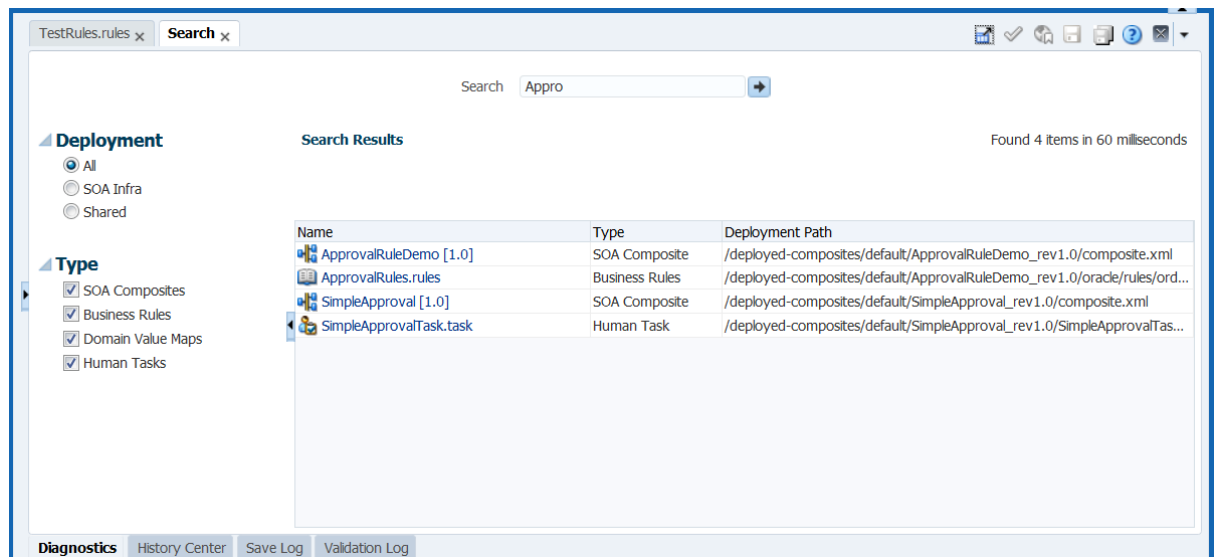 TestRules.rules x Search x
Search Appro
Deployment
All
SOA Infra
Shared
Type
SOA Composites
Business Rules
Domain Value Maps
Human Tasks
Search Results Found 4 items in 60 milliseconds
Name Type Deployment Path
ApprovalRuleDemo [1.0] SOA Composite /deployed-composites/default/ApprovalRuleDemo_rev1.0/composite.xml
ApprovalRules.rules Business Rules /deployed-composites/default/ApprovalRuleDemo_rev1.0/oracle/rules/ord...
SimpleApproval [1.0] SOA Composite /deployed-composites/default/SimpleApproval_rev1.0/composite.xml
SimpleApprovalTask.task Human Task /deployed-composites/default/SimpleApproval_rev1.0/SimpleApprovalTas...
Diagnostics History Center Save Log Validation Log